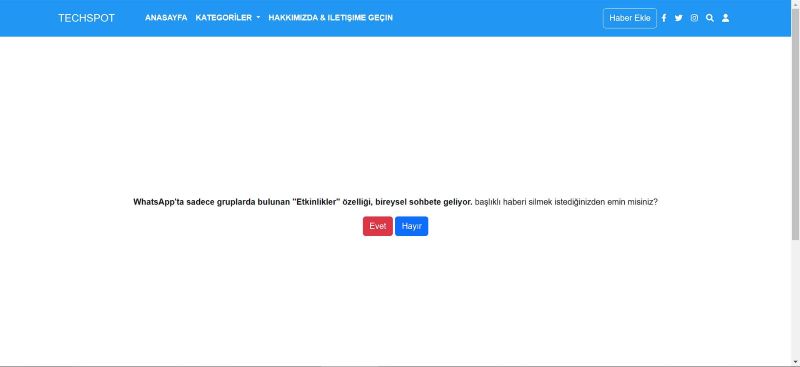 TECHSPOT ANASAYFA KATEGORİLER HAKKIMIZDA & ILETIŞIME GEÇIN Haber Ekle
WhatsApp'ta sadece gruplarda bulunan "Etkinlikler" özelliği, bireysel sohbete geliyor. başlıklı haberi silmek istediğinizden emin misiniz?
Evet Hayır